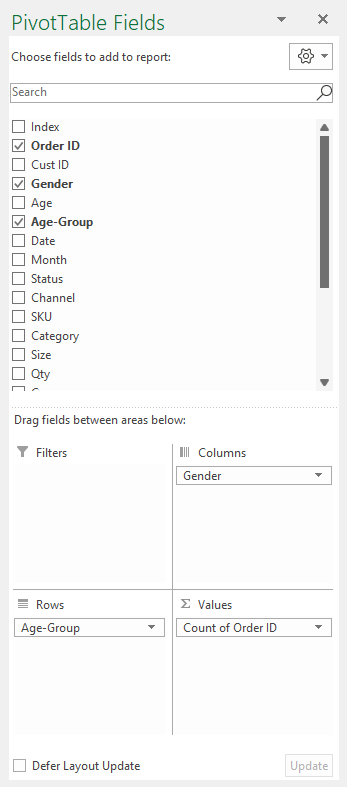 PivotTable Fields
Choose fields to add to report:
Search
Index
Order ID
Cust ID
Gender
Age
Age-Group
Date
Month
Status
Channel
SKU
Category
Size
Qty
Drag fields between areas below:
Filters
Columns
Gender
Rows
Values
Age-Group
Count of Order ID
Defer Layout Update
Update